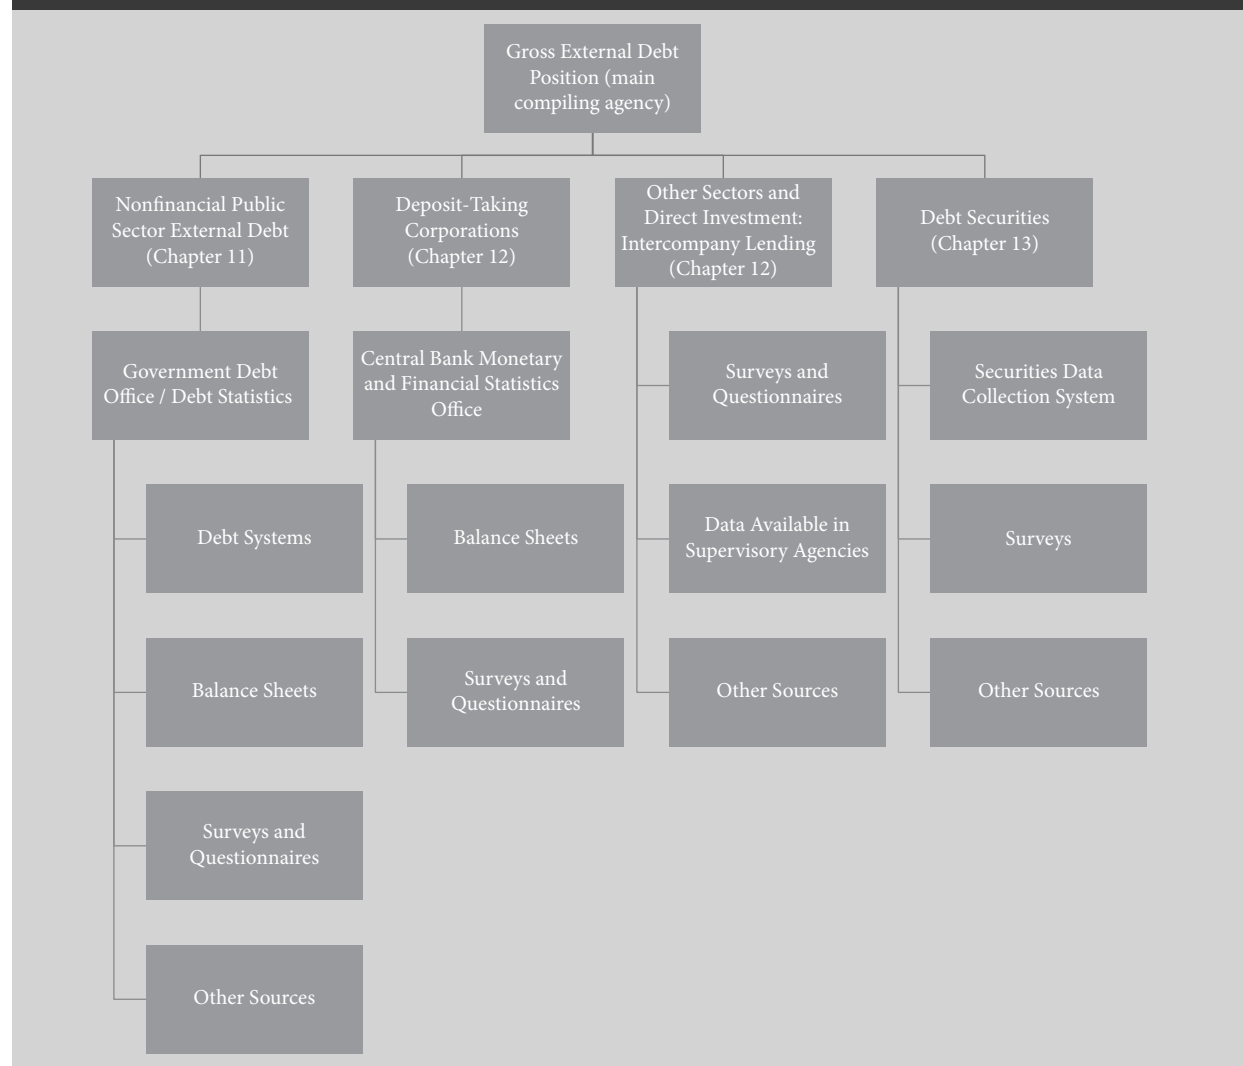 Gross External Debt
Position (main
compiling agency)
Nonfinancial Public
Sector External Debt
(Chapter 11)
Deposit-Taking
Corporations
(Chapter 12)
Other Sectors and
Direct Investment:
Intercompany Lending
(Chapter 12)
Debt Securities
(Chapter 13)
Government Debt
Office / Debt Statistics
Central Bank Monetary
and Financial Statistics
Office
Surveys and
Questionnaires
Securities Data
Collection System
Debt Systems
Balance Sheets
Data Available in
Supervisory Agencies
Surveys
Balance Sheets
Surveys and
Questionnaires
Other Sources
Other Sources
Surveys and
Questionnaires
Other Sources